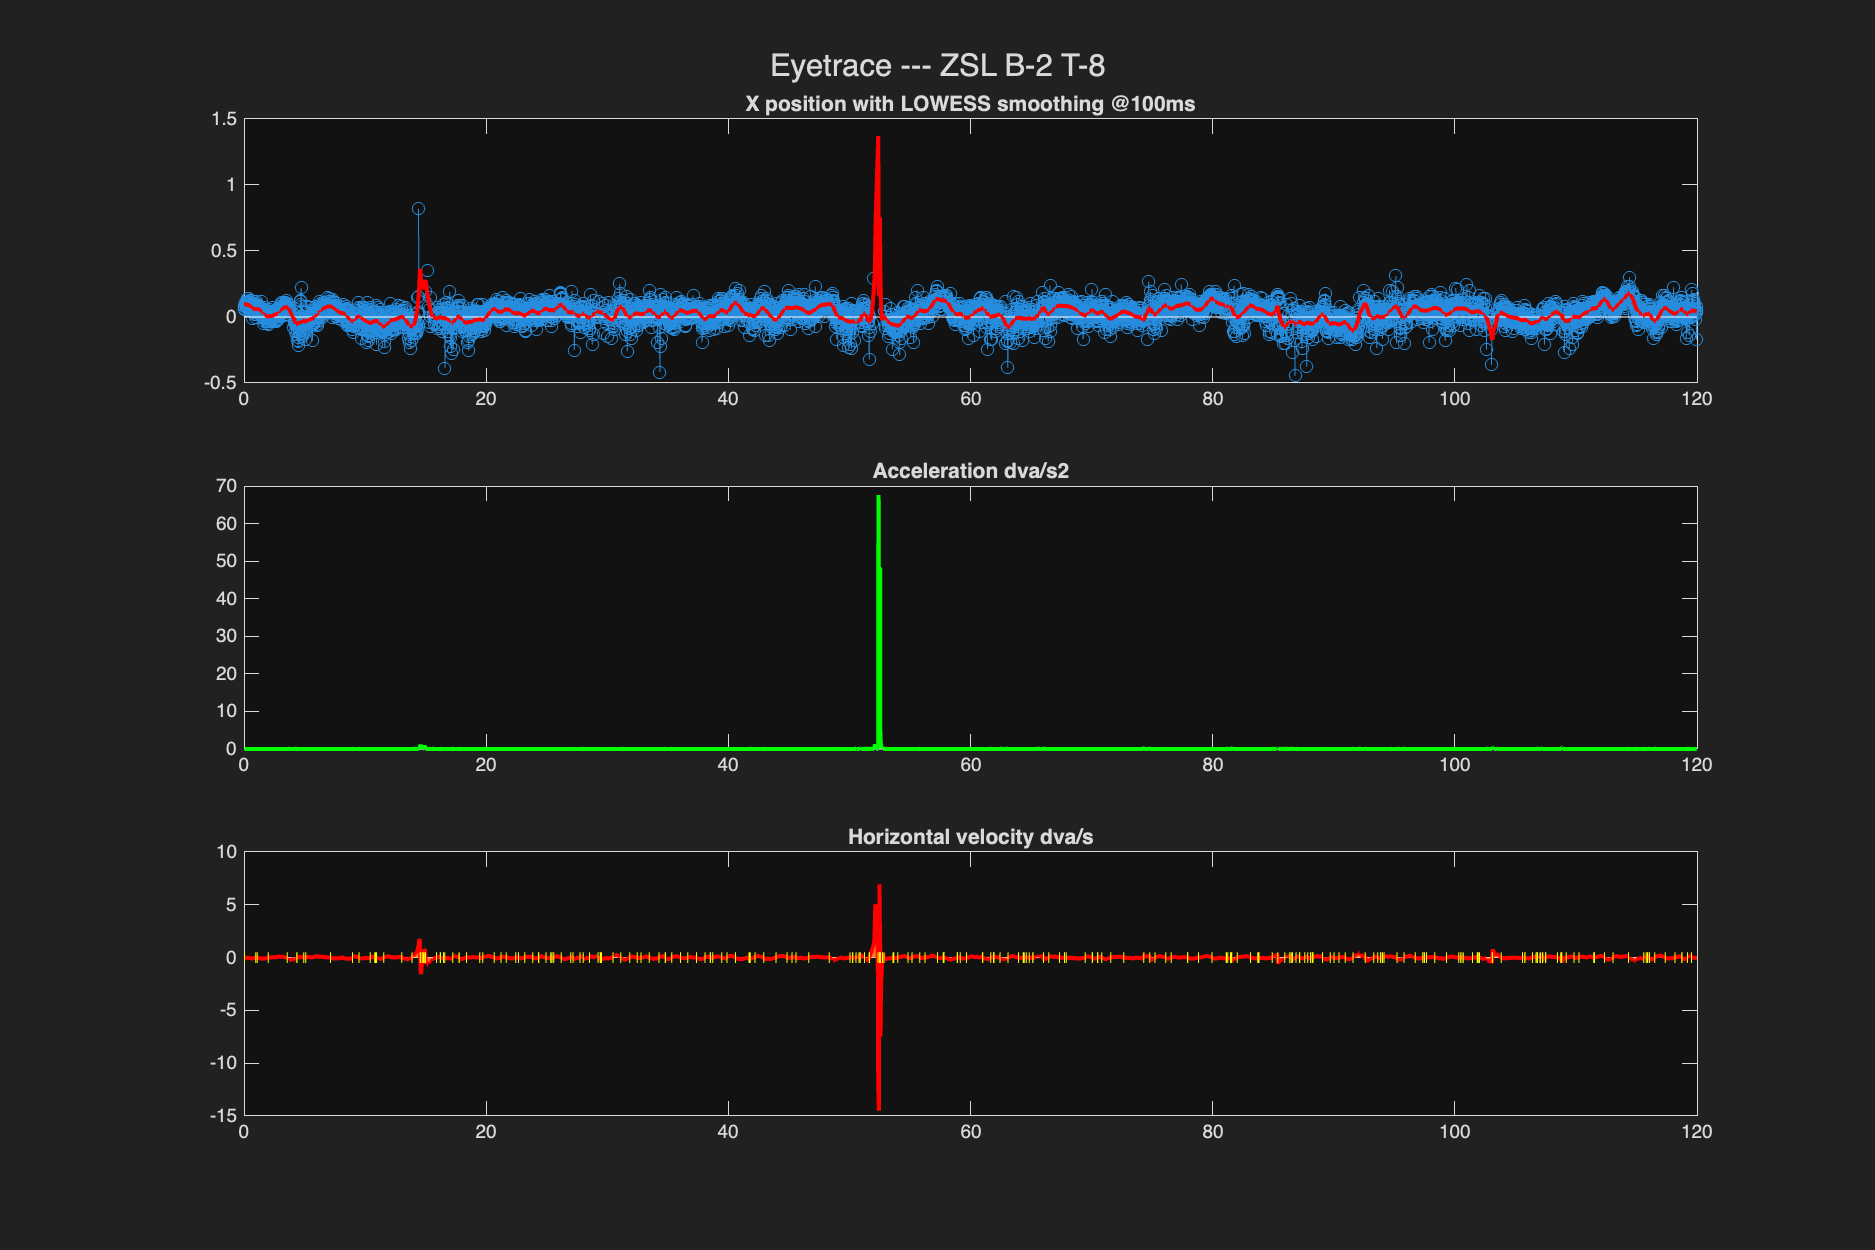 Eyetrace --- ZSL B-2 T-8
X position with LOWESS smoothing @100ms
1.5
1
0.5
0
-0.5
0 20 40 60 80 100 120
Acceleration dva/s2
70
60
50
40
30
20
10
0
0 20 40 60 80 100 120
Horizontal velocity dva/s
10
5
0
-5
-10
-15
0 20 40 60 80 100 120